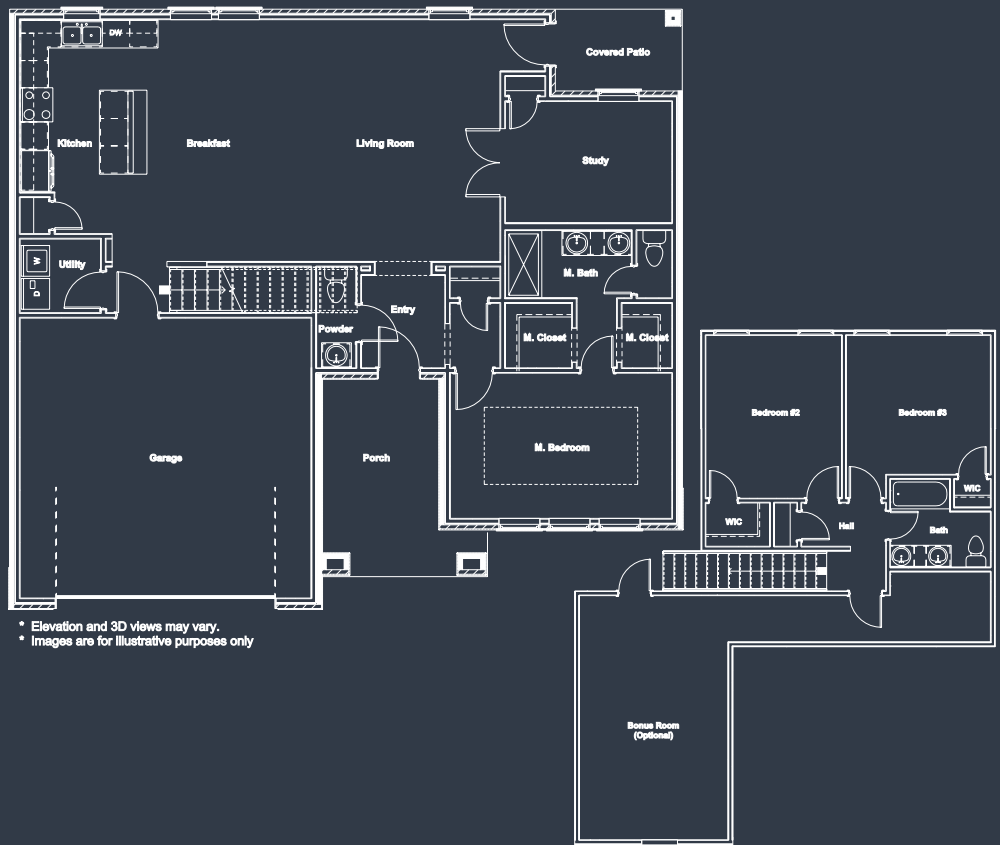 DW
Covered Patio
Kitchen
Breakfast
Living Room
Study
Utility
W
D
M. Bath
Entry
Powder
M. Closet
M. Closet
M. Bedroom
Garage
Porch
Bedroom #2
Bedroom #3
WIC
WIC
Hall
Bath
* Elevation and 3D views may vary.
* Images are for illustrative purposes only
Bonus Room
(Optional)